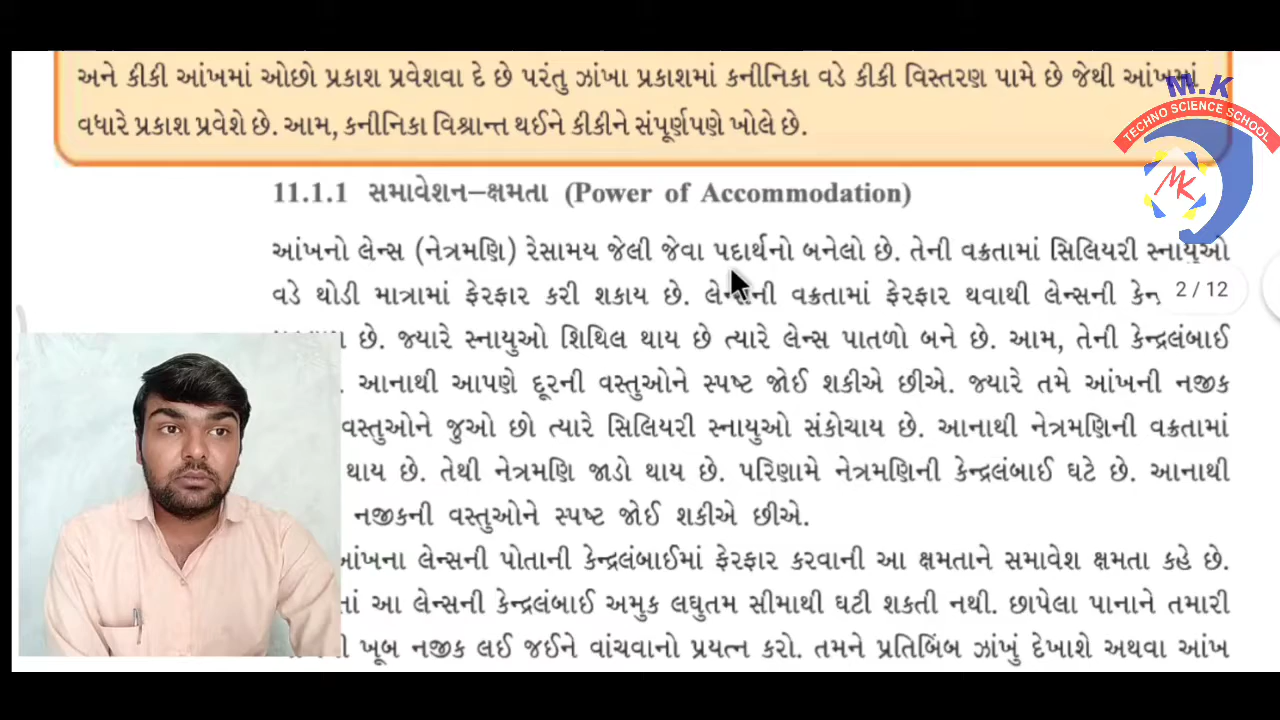 અને કીકી આંખમાં ઓછો પ્રકાશ પ્રવેશવા દે છે પરંતુ ઝાંખા પ્રકાશમાં કનીનિકા વડે કીકી વિસ્તરણ પામે છે જેથી આંખમાં
વધારે પ્રકાશ પ્રવેશે છે. આમ, કનીનિકા વિશ્રાન્ત થઈને કીકીને સંપૂર્ણપણે ખોલે છે.
M.K
TECHNO SCIENCE SCHOOL
MK
11.1.1 સમાવેશન–ક્ષમતા (Power of Accommodation)
આંખનો લેન્સ (નેત્રમણિ) રેસામય જેલી જેવા પદાર્થનો બનેલો છે. તેની વક્રતામાં સિલિયરી સ્નાયુઓ
વડે થોડી માત્રામાં ફેરફાર કરી શકાય છે. લેન્સની વક્રતામાં ફેરફાર થવાથી લેન્સની
2 / 12
છે. જ્યારે સ્નાયુઓ શિથિલ થાય છે ત્યારે લેન્સ પાતળો બને છે. આમ, તેની કેન્દ્રલંબાઈ
આનાથી આપણે દૂરની વસ્તુઓને સ્પષ્ટ જોઈ શકીએ છીએ. જ્યારે તમે આંખની નજીક
વસ્તુઓને જુઓ છો ત્યારે સિલિયરી સ્નાયુઓ સંકોચાય છે. આનાથી નેત્રમણિની વક્રતામાં
થાય છે. તેથી નેત્રમણિ જાડો થાય છે. પરિણામે નેત્રમણિની કેન્દ્રલંબાઈ ઘટે છે. આનાથી
નજીકની વસ્તુઓને સ્પષ્ટ જોઈ શકીએ છીએ.
આંખના લેન્સની પોતાની કેન્દ્રલંબાઈમાં ફેરફાર કરવાની આ ક્ષમતાને સમાવેશ ક્ષમતા કહે છે.
આ લેન્સની કેન્દ્રલંબાઈ અમુક લઘુતમ સીમાથી ઘટી શકતી નથી. છાપેલા પાનાને તમારી
ખૂબ નજીક લઈ જઈને વાંચવાનો પ્રયત્ન કરો. તમને પ્રતિબિંબ ઝાંખું દેખાશે અથવા આંખ